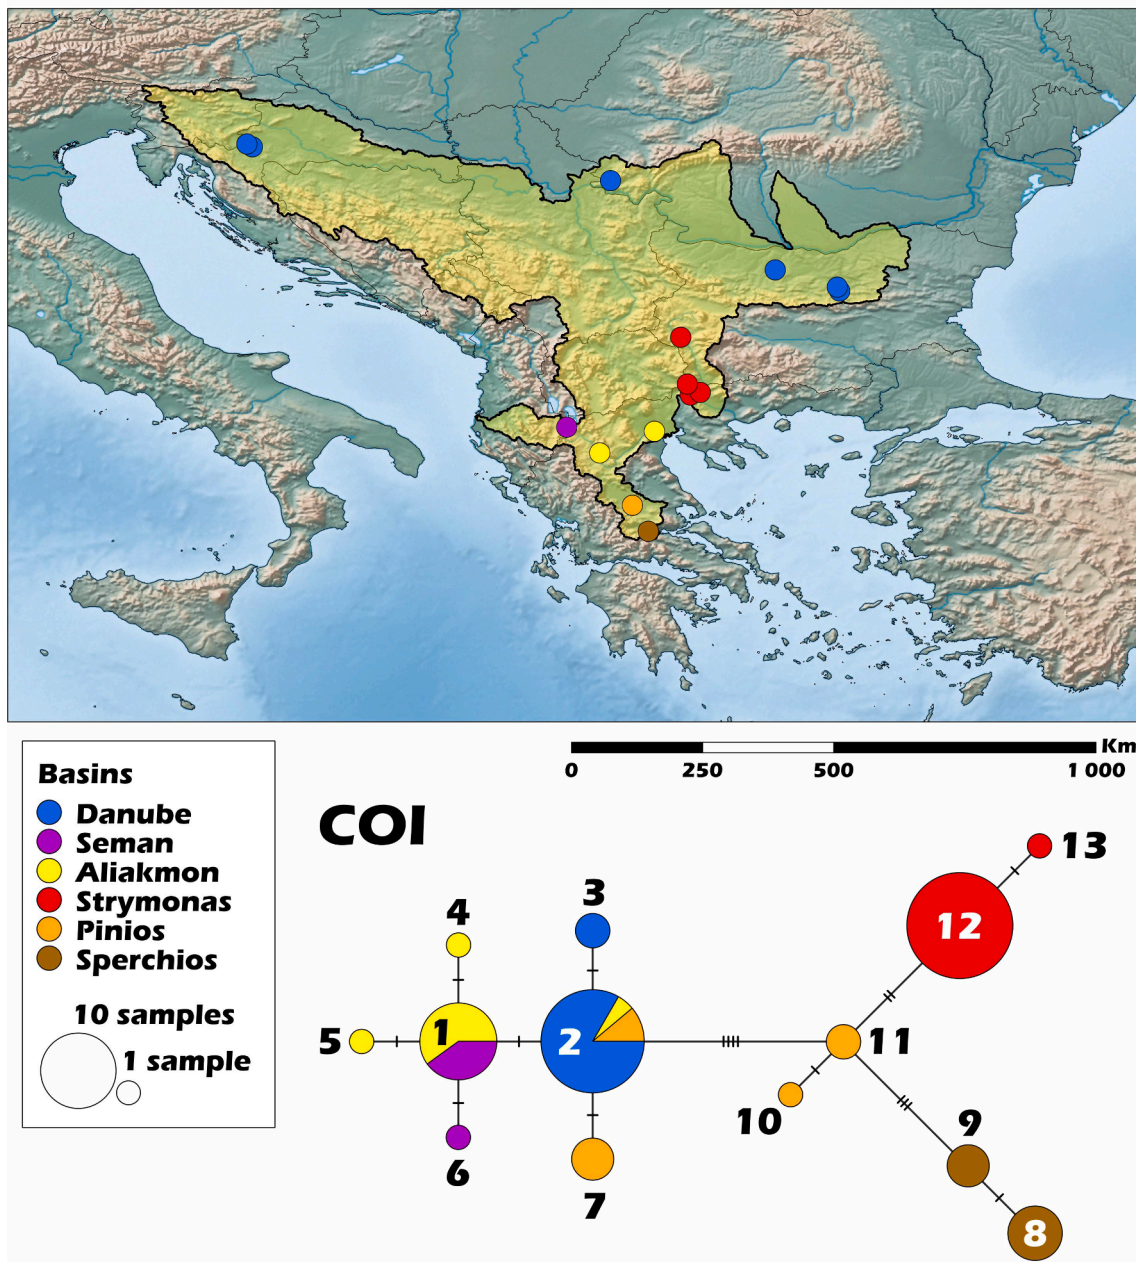 Km
0 250 500 1 000
Basins
Danube
Seman
Aliakmon
Strymonas
Pinios
Sperchios
10 samples
1 sample
COI
13
12
3
4
5
1
2
11
10
9
6
7
8